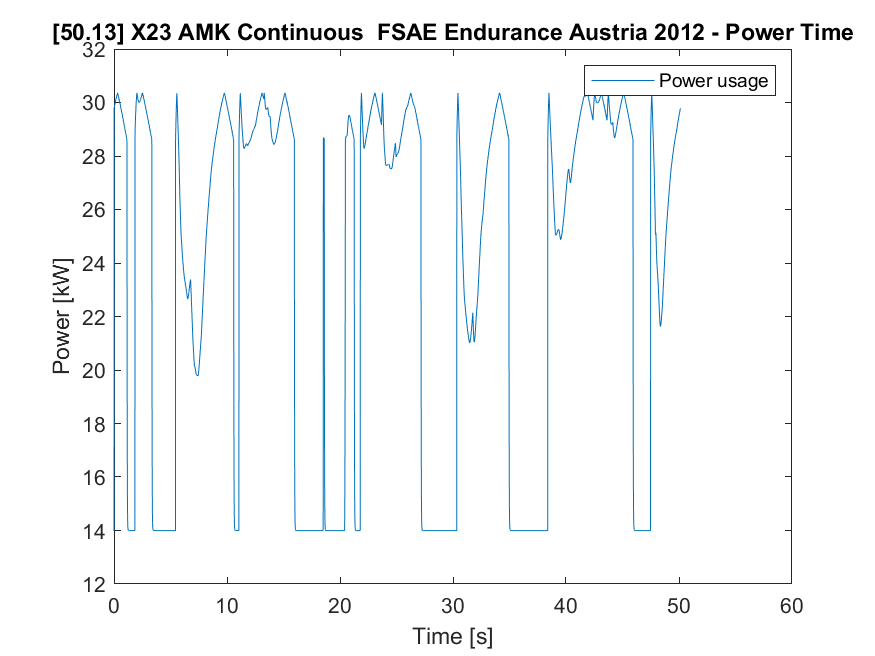 [50.13] X23 AMK Continuous  FSAE Endurance Austria 2012 - Power Time
Power usage
32
30
28
26
24
22
20
18
16
14
12
Power [kW]
0 10 20 30 40 50 60
Time [s]